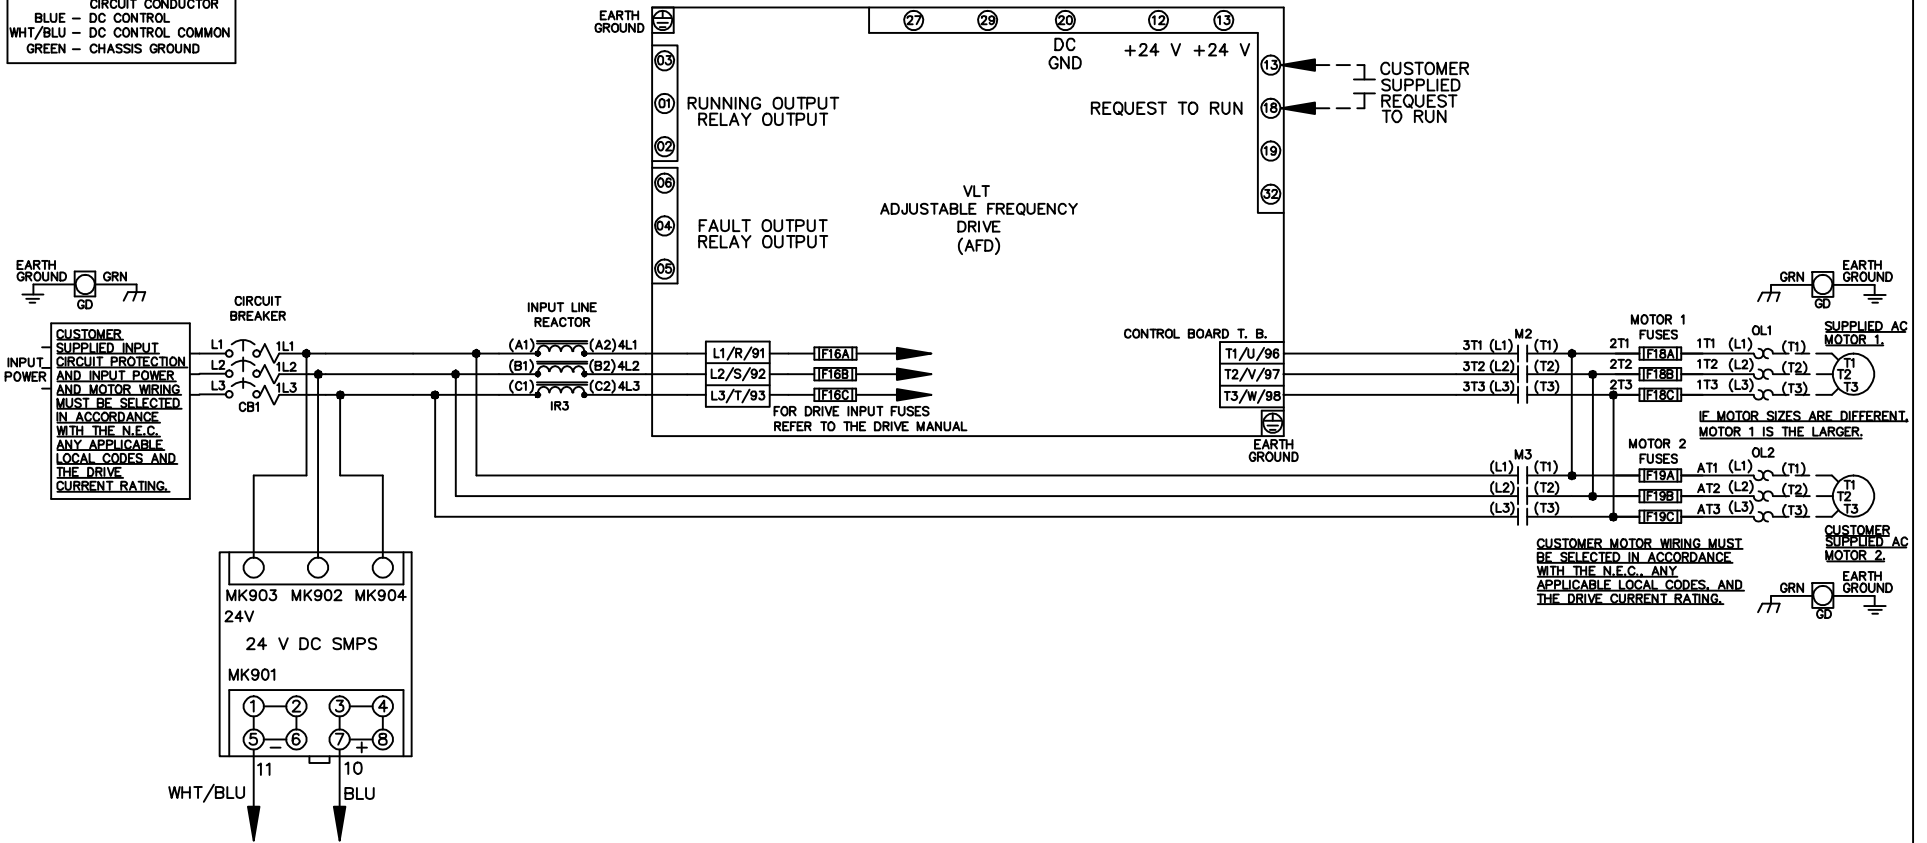 CIRCUIT CONDUCTOR
BLUE – DC CONTROL
WHT/BLU – DC CONTROL COMMON
GREEN – CHASSIS GROUND
EARTH
GROUND
27 29 20 12 13
DC
GND
+24 V +24 V
03
01
02
RUNNING OUTPUT
RELAY OUTPUT
06
04
05
FAULT OUTPUT
RELAY OUTPUT
13
18
19
32
REQUEST TO RUN
CUSTOMER
SUPPLIED
REQUEST
TO RUN
VLT
ADJUSTABLE FREQUENCY
DRIVE
(AFD)
EARTH
GROUND
GRN
GD
INPUT
POWER
CUSTOMER
SUPPLIED INPUT
CIRCUIT PROTECTION
AND INPUT POWER
AND MOTOR WIRING
MUST BE SELECTED
IN ACCORDANCE
WITH THE N.E.C.
ANY APPLICABLE
LOCAL CODES AND
THE DRIVE
CURRENT RATING.
CIRCUIT
BREAKER
L1 1L1
L2 1L2
L3 1L3
CB1
INPUT LINE
REACTOR
(A1) (A2) 4L1
(B1) (B2) 4L2
(C1) (C2) 4L3
IR3
L1/R/91 F16A
L2/S/92 F16B
L3/T/93 F16C
FOR DRIVE INPUT FUSES
REFER TO THE DRIVE MANUAL
CONTROL BOARD T. B.
T1/U/96
T2/V/97
T3/W/98
EARTH
GROUND
M2
3T1 (L1) (T1)
3T2 (L2) (T2)
3T3 (L3) (T3)
MOTOR 1
FUSES
2T1 F18A 1T1
2T2 F18B 1T2
2T3 F18C 1T3
OL1
(L1) (T1)
(L2) (T2)
(L3) (T3)
GRN
GD
EARTH
GROUND
SUPPLIED AC
MOTOR 1.
T1
T2
T3
IF MOTOR SIZES ARE DIFFERENT,
MOTOR 1 IS THE LARGER.
M3
(L1) (T1)
(L2) (T2)
(L3) (T3)
MOTOR 2
FUSES
F19A AT1
F19B AT2
F19C AT3
OL2
(L1) (T1)
(L2) (T2)
(L3) (T3)
T1
T2
T3
CUSTOMER
SUPPLIED AC
MOTOR 2.
CUSTOMER MOTOR WIRING MUST
BE SELECTED IN ACCORDANCE
WITH THE N.E.C., ANY
APPLICABLE LOCAL CODES, AND
THE DRIVE CURRENT RATING.
GRN
GD
EARTH
GROUND
MK903 MK902 MK904
24V
24 V DC SMPS
MK901
1 2 3 4
5 – 6 7 + 8
11 10
WHT/BLU BLU